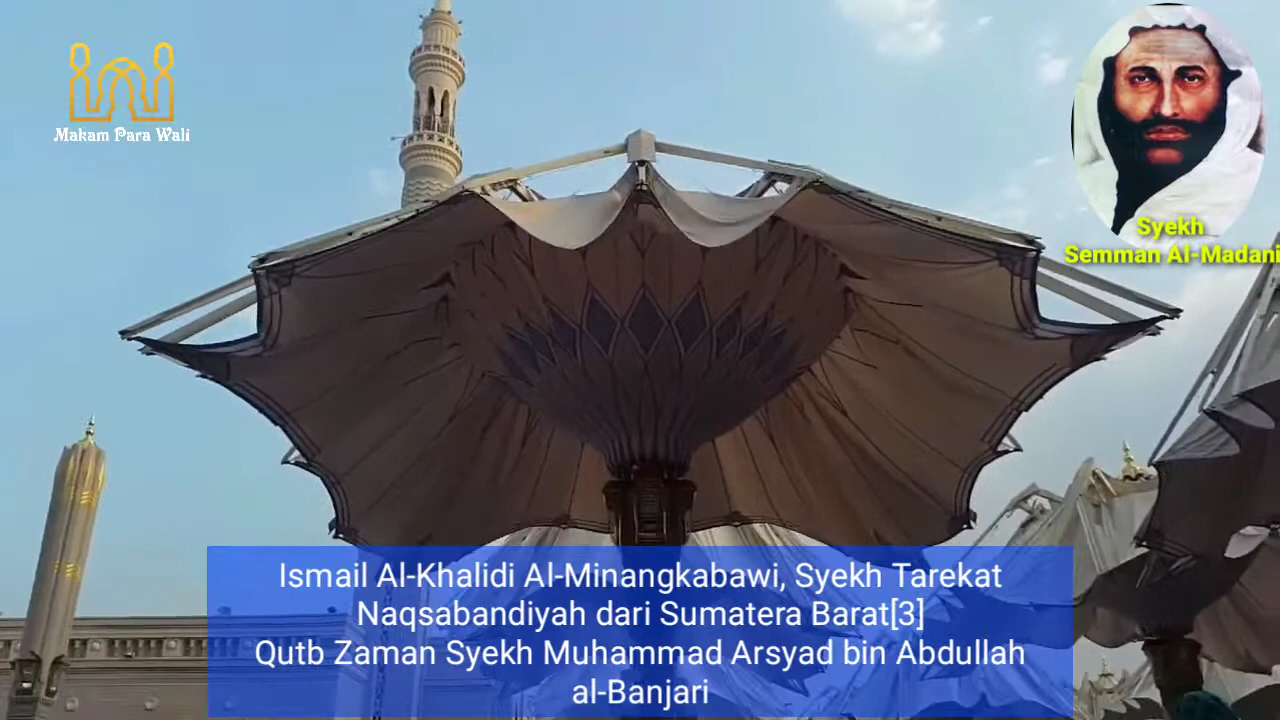 Makam Para Wali
Syekh
Semman Al-Madani
Ismail Al-Khalidi Al-Minangkabawi, Syekh Tarekat
Naqsabandiyah dari Sumatera Barat[3]
Qutb Zaman Syekh Muhammad Arsyad bin Abdullah
al-Banjari